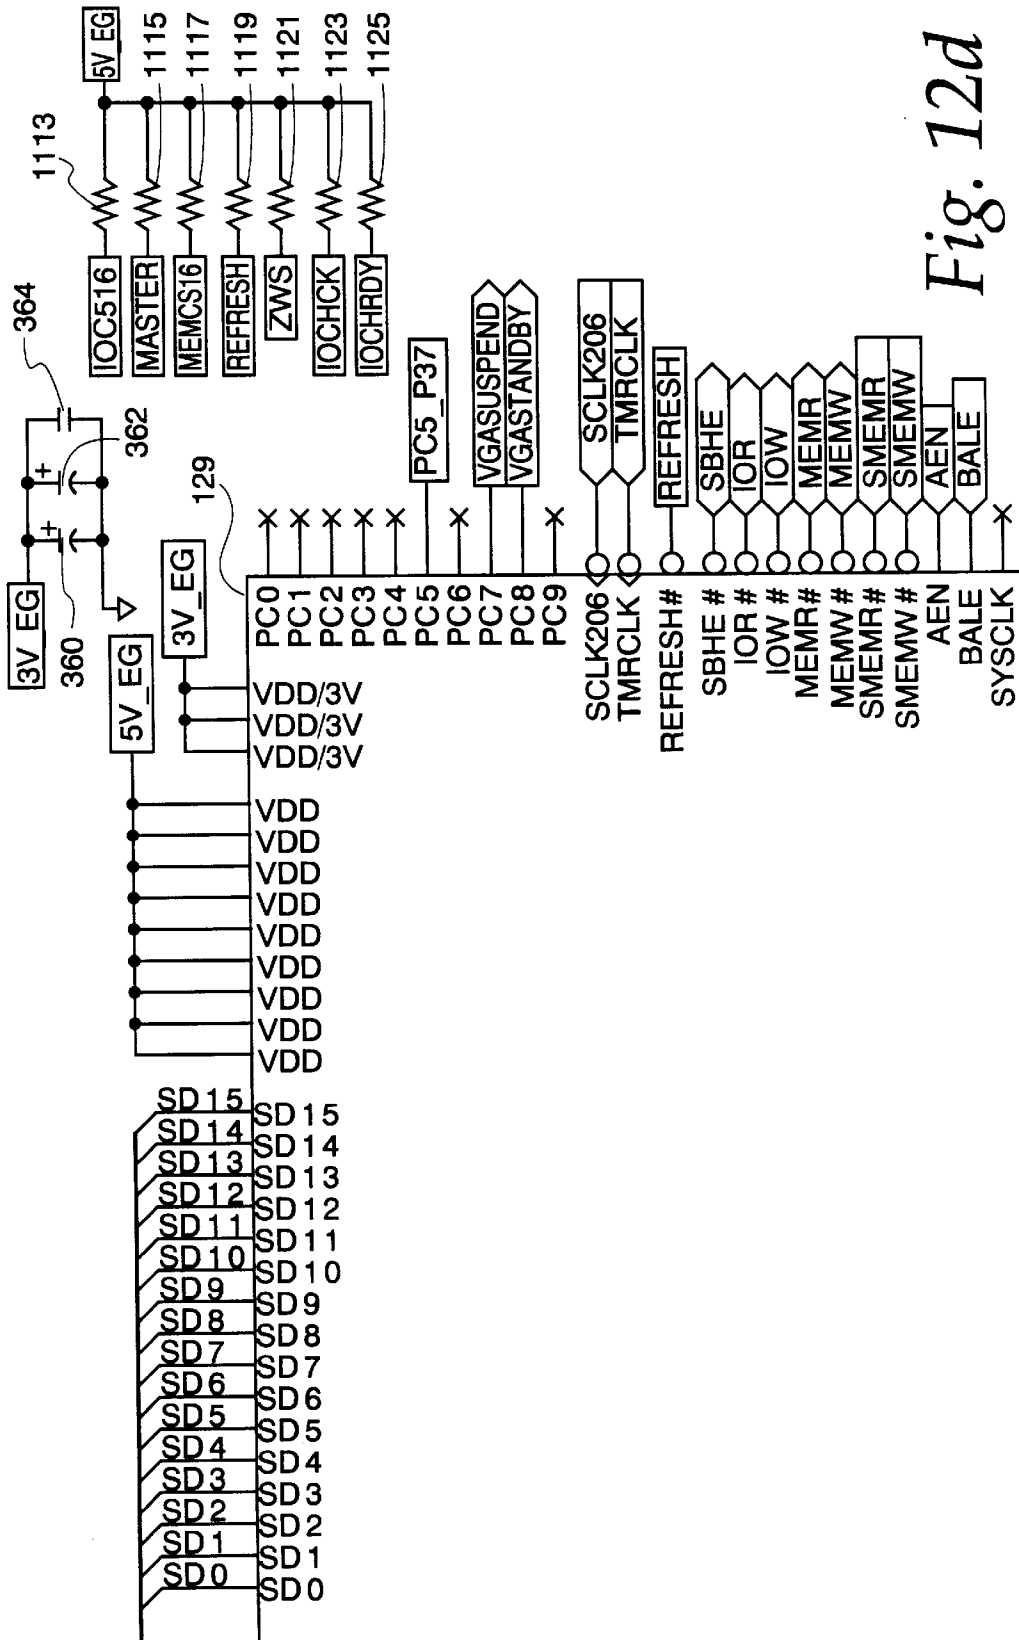 5V_EG
1113
1115
1117
1119
1121
1123
1125
IOC516
MASTER
MEMCS16
REFRESH
ZWS
IOCHCK
IOCHRDY
3V_EG
+
+
360
362
364
5V_EG
3V_EG
129
SD15
SD14
SD13
SD12
SD11
SD10
SD9
SD8
SD7
SD6
SD5
SD4
SD3
SD2
SD1
SD0
SD15
SD14
SD13
SD12
SD11
SD10
SD9
SD8
SD7
SD6
SD5
SD4
SD3
SD2
SD1
SD0
VDD
VDD
VDD
VDD
VDD
VDD
VDD
VDD
VDD
VDD/3V
VDD/3V
VDD/3V
PC0
PC1
PC2
PC3
PC4
PC5 PC5_P37
PC6
PC7 VGASUSPEND
PC8 VGASTANDBY
PC9
SCLK206 SCLK206
TMRCLK TMRCLK
REFRESH# REFRESH
SBHE# SBHE
IOR# IOR
IOW# IOW
MEMR# MEMR
MEMW# MEMW
SMEMR# SMEMR
SMEMW# SMEMW
AEN AEN
BALE BALE
SYSCLK
Fig. 12d